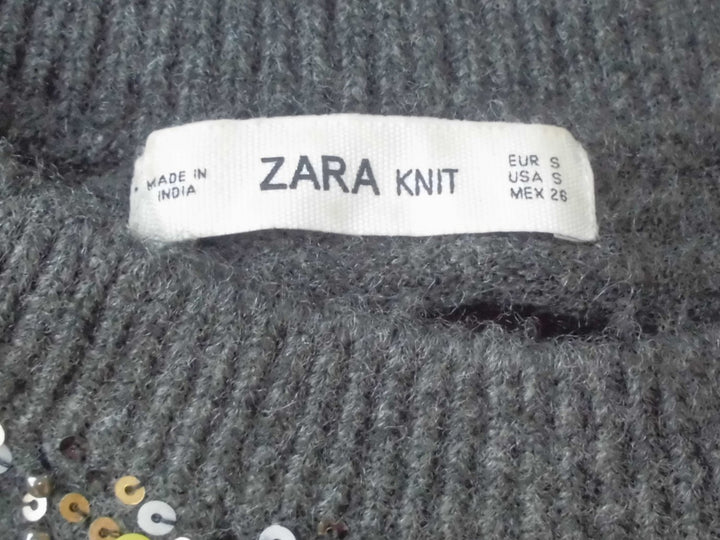 MADE IN
INDIA
ZARA KNIT
EUR S
USA S
MEX 26